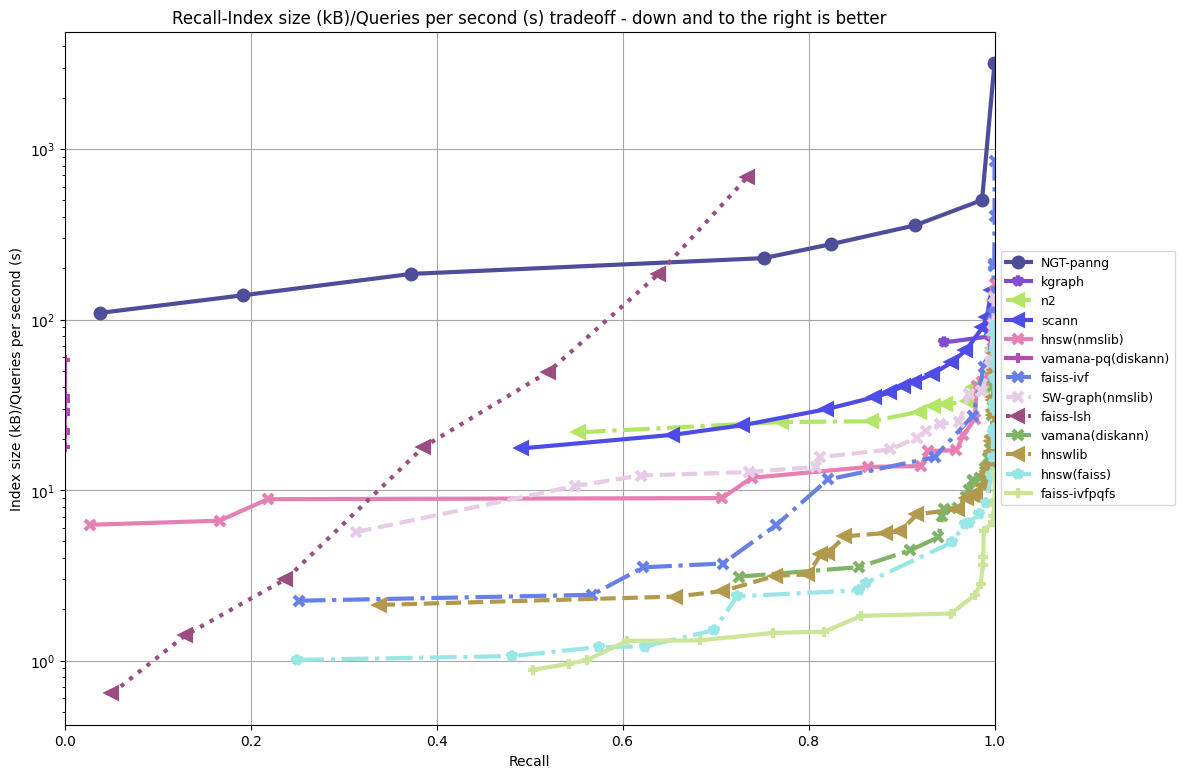 Recall-Index size (kB)/Queries per second (s) tradeoff - down and to the right is better
Index size (kB)/Queries per second (s)
10³
10²
10¹
10⁰
0.0 0.2 0.4 0.6 0.8 1.0
Recall
NGT-panng
kgraph
n2
scann
hnsw(nmslib)
vamana-pq(diskann)
faiss-ivf
SW-graph(nmslib)
faiss-lsh
vamana(diskann)
hnswlib
hnsw(faiss)
faiss-ivfpqfs